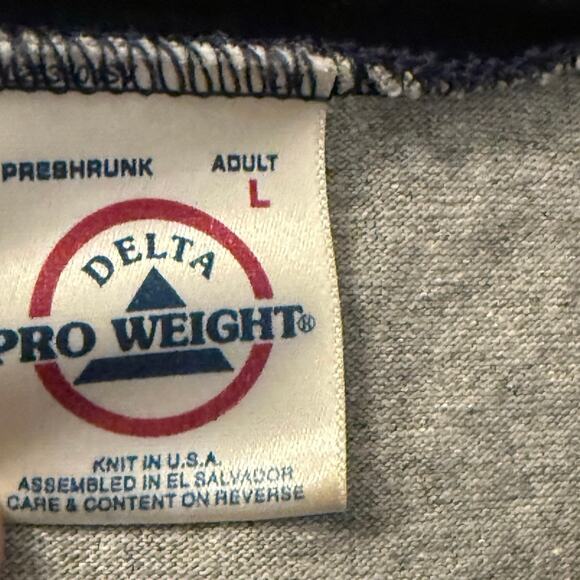 PRESHRUNK ADULT
L
DELTA
PRO WEIGHT®
KNIT IN U.S.A.
ASSEMBLED IN EL SALVADOR
CARE & CONTENT ON REVERSE